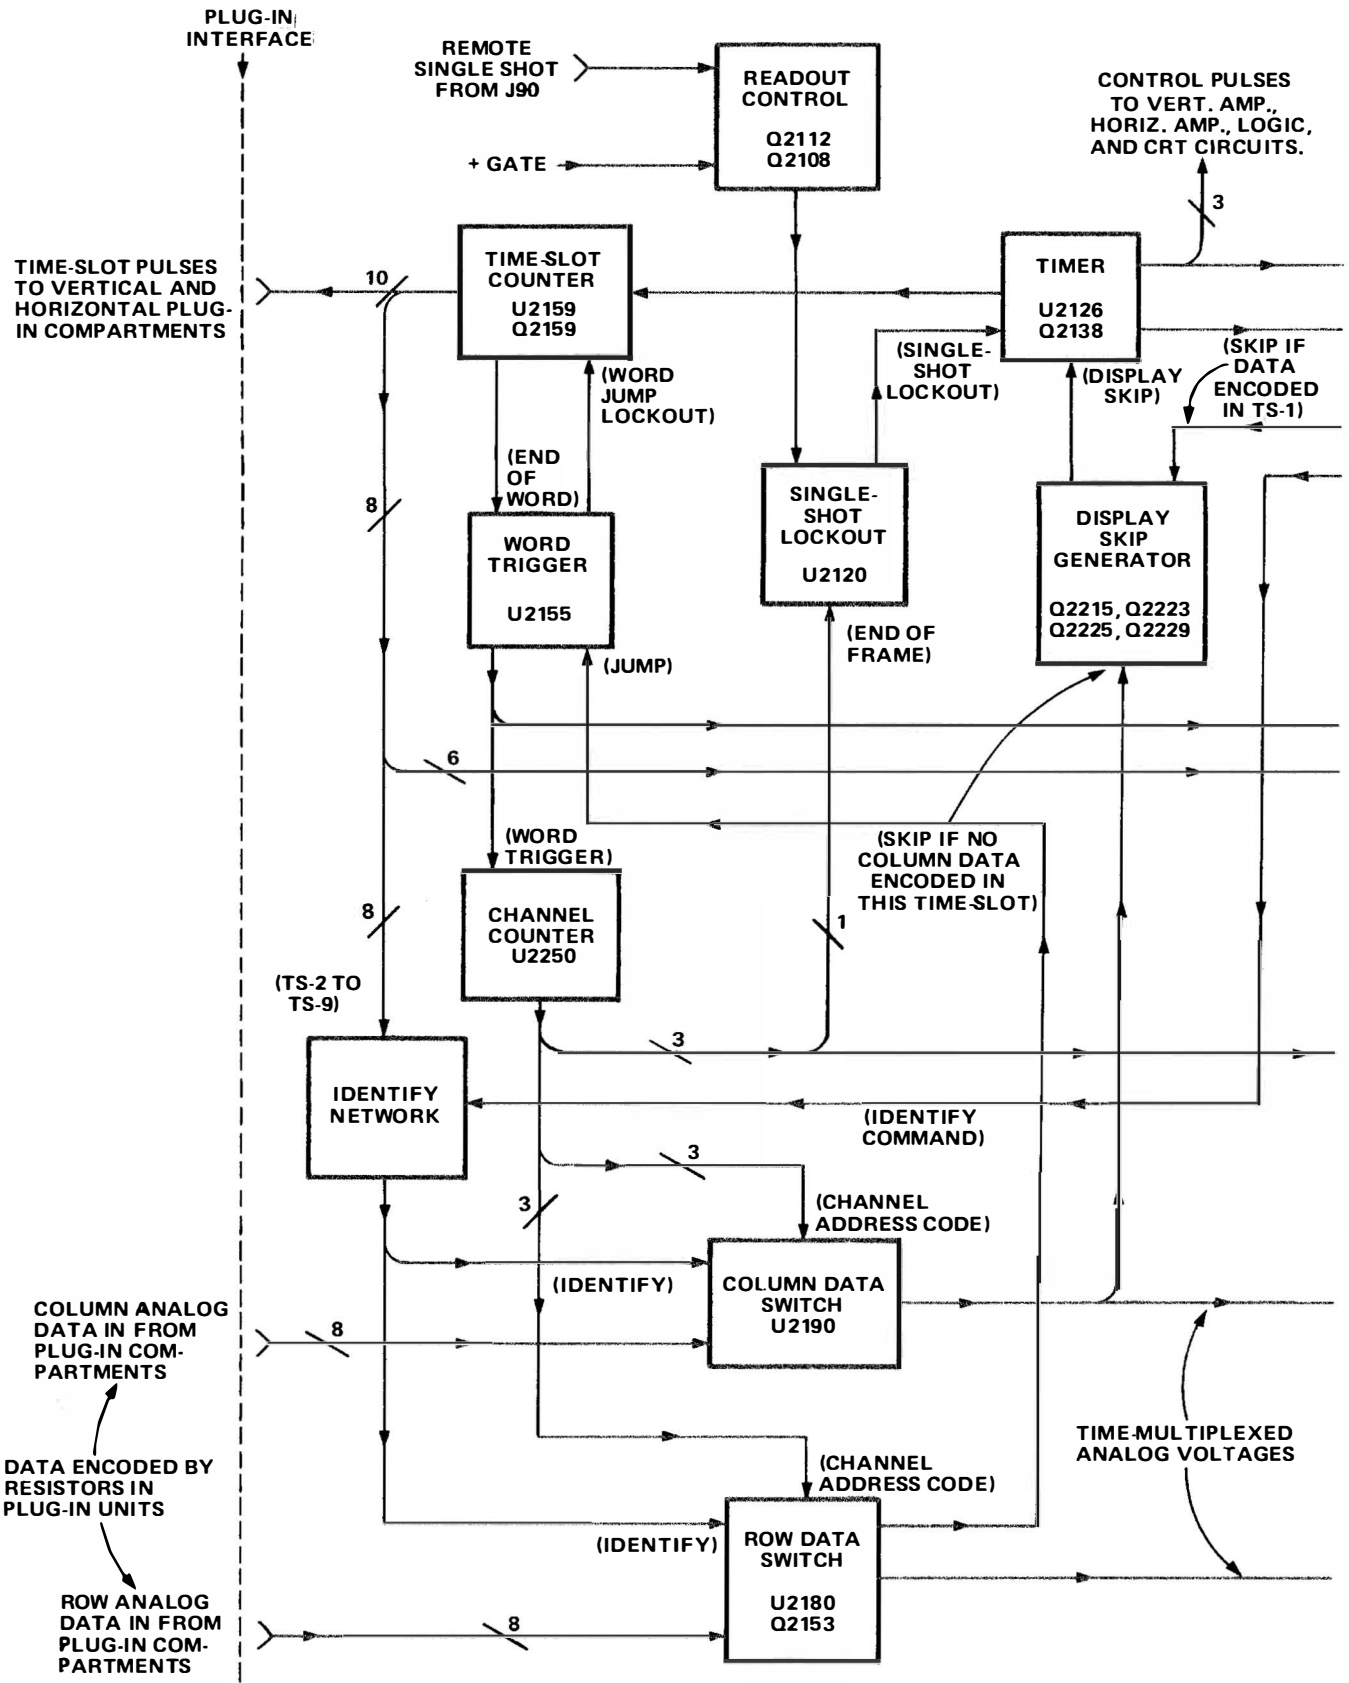 PLUG-IN
INTERFACE
REMOTE
SINGLE SHOT
FROM J90
+ GATE
READOUT
CONTROL
Q2112
Q2108
CONTROL PULSES
TO VERT. AMP.,
HORIZ. AMP., LOGIC,
AND CRT CIRCUITS.
3
TIME-SLOT PULSES
TO VERTICAL AND
HORIZONTAL PLUG-
IN COMPARTMENTS
10
TIME-SLOT
COUNTER
U2159
Q2159
TIMER
U2126
Q2138
(WORD
JUMP
LOCKOUT)
(SINGLE-
SHOT
LOCKOUT)
(DISPLAY
SKIP)
(SKIP IF
DATA
ENCODED
IN TS-1)
(END
OF
WORD)
8
WORD
TRIGGER
U2155
SINGLE-
SHOT
LOCKOUT
U2120
DISPLAY
SKIP
GENERATOR
Q2215, Q2223
Q2225, Q2229
(JUMP)
(END OF
FRAME)
6
(WORD
TRIGGER)
(SKIP IF NO
COLUMN DATA
ENCODED IN
THIS TIME-SLOT)
8
CHANNEL
COUNTER
U2250
1
(TS-2 TO
TS-9)
3
IDENTIFY
NETWORK
(IDENTIFY
COMMAND)
3
3
(CHANNEL
ADDRESS CODE)
(IDENTIFY)
COLUMN DATA
SWITCH
U2190
COLUMN ANALOG
DATA IN FROM
PLUG-IN COM-
PARTMENTS
8
TIME-MULTIPLEXED
ANALOG VOLTAGES
DATA ENCODED BY
RESISTORS IN
PLUG-IN UNITS
(CHANNEL
ADDRESS CODE)
(IDENTIFY)
ROW DATA
SWITCH
U2180
Q2153
ROW ANALOG
DATA IN FROM
PLUG-IN COM-
PARTMENTS
8